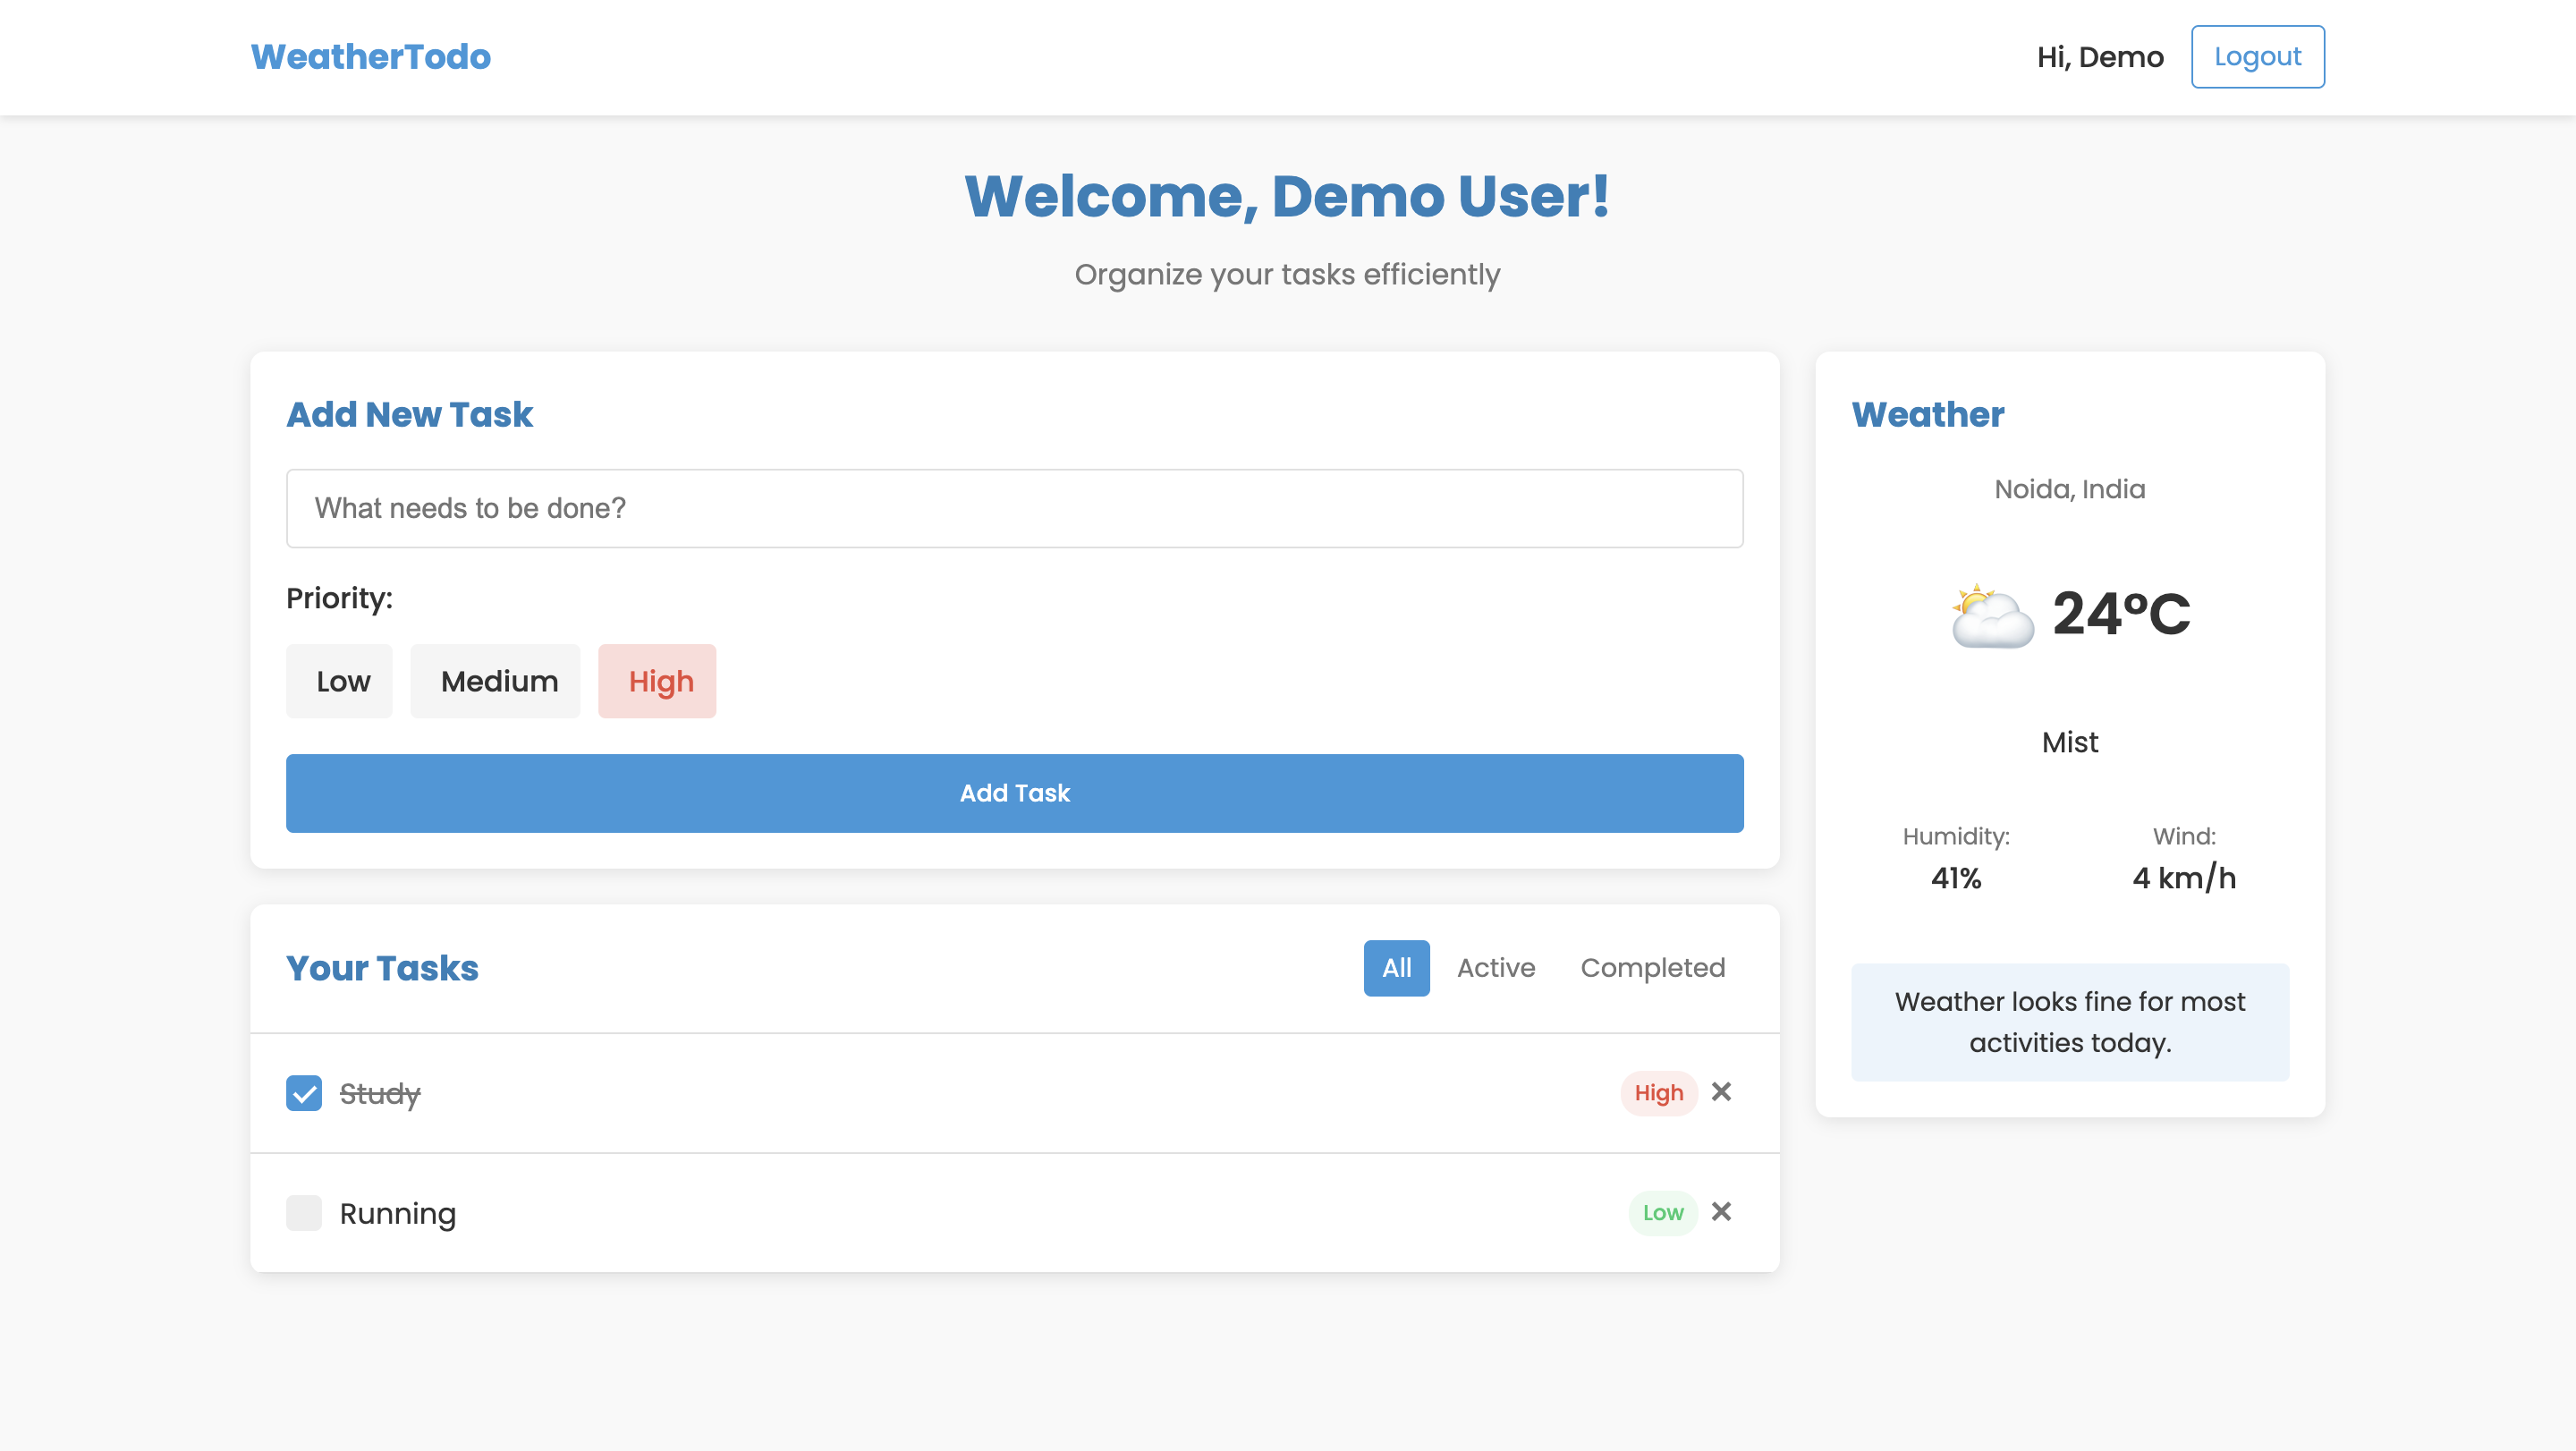 WeatherTodo
Hi, Demo
Logout
Welcome, Demo User!
Organize your tasks efficiently
Add New Task
What needs to be done?
Priority:
Low
Medium
High
Add Task
Your Tasks
All
Active
Completed
Study
High
Running
Low
Weather
Noida, India
24°C
Mist
Humidity:
41%
Wind:
4 km/h
Weather looks fine for most
activities today.